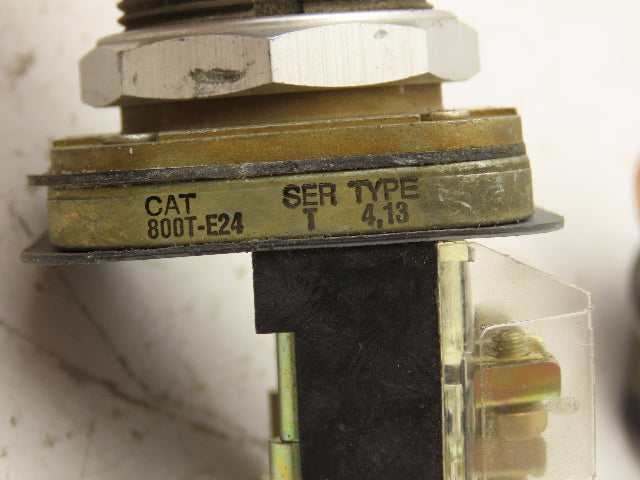 CAT SER TYPE
800T-E24 T 4,13